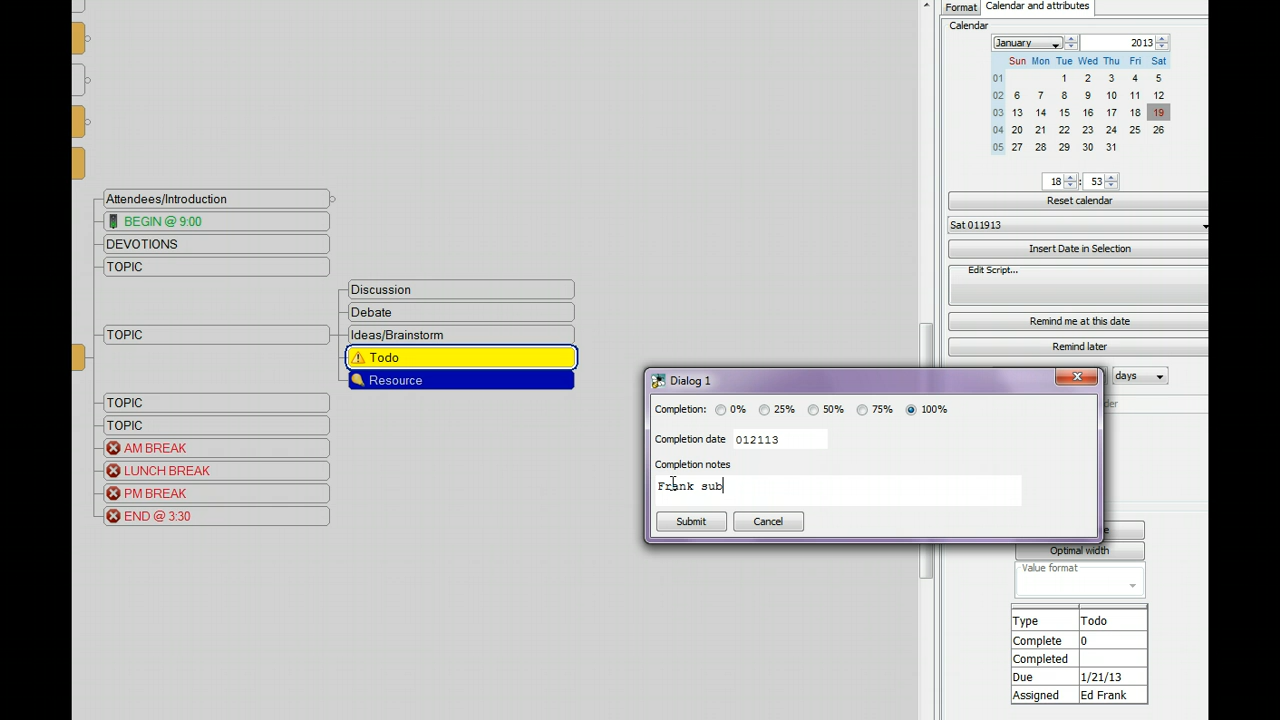 Format
Calendar and attributes
Calendar
January
2013
Sun Mon Tue Wed Thu Fri Sat
01 1 2 3 4 5
02 6 7 8 9 10 11 12
03 13 14 15 16 17 18 19
04 20 21 22 23 24 25 26
05 27 28 29 30 31
18 : 53
Reset calendar
Sat 011913
Insert Date in Selection
Edit Script...
Remind me at this date
Remind later
days
Attendees/Introduction
BEGIN @ 9:00
DEVOTIONS
TOPIC
TOPIC
Discussion
Debate
Ideas/Brainstorm
Todo
Resource
TOPIC
TOPIC
AM BREAK
LUNCH BREAK
PM BREAK
END @ 3:30
Dialog 1
Completion: 0% 25% 50% 75% 100%
Completion date 012113
Completion notes
Frank sub
Submit Cancel
Optimal width
Value format
Type Todo
Complete 0
Completed
Due 1/21/13
Assigned Ed Frank